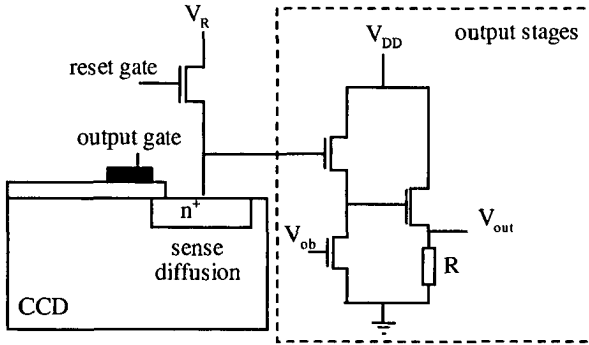 V_R
output stages
V_DD
reset gate
output gate
n+
V_out
V_ob
sense
diffusion
R
CCD